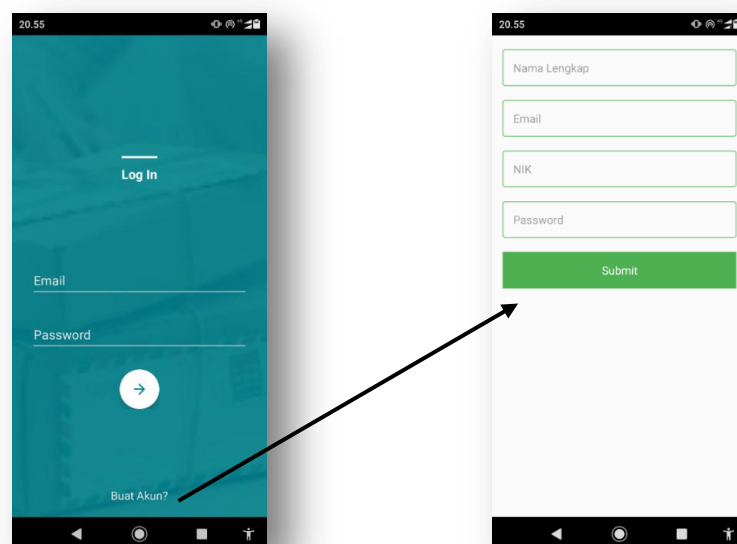 20.55
Log In
Email
Password
Buat Akun?
20.55
Nama Lengkap
Email
NIK
Password
Submit